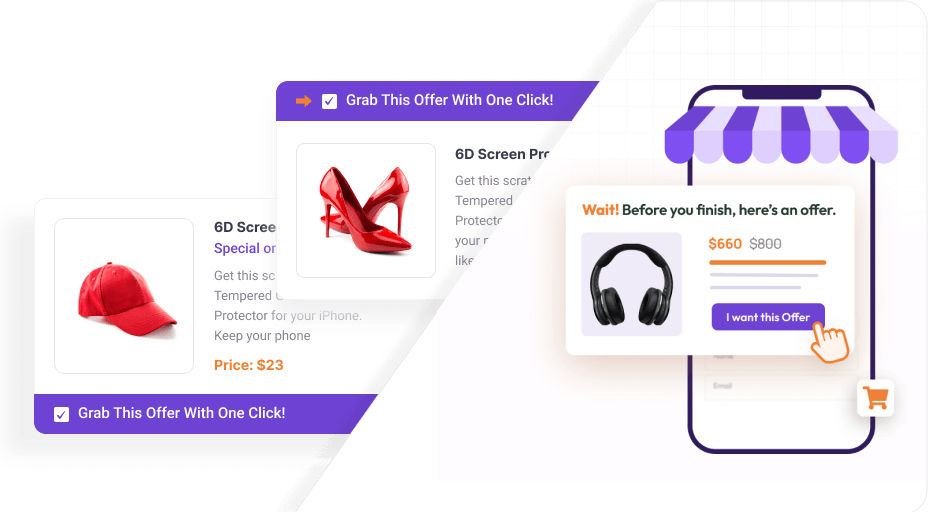 Grab This Offer With One Click!
6D Screen Pro
Get this scrat
Tempered
Protecto
your p
like
6D Scree
Special or
Get this sc
Tempered G
Protector for your iPhone.
Keep your phone
Price: $23
Grab This Offer With One Click!
Wait! Before you finish, here's an offer.
$660 $800
I want this Offer
Name
Email